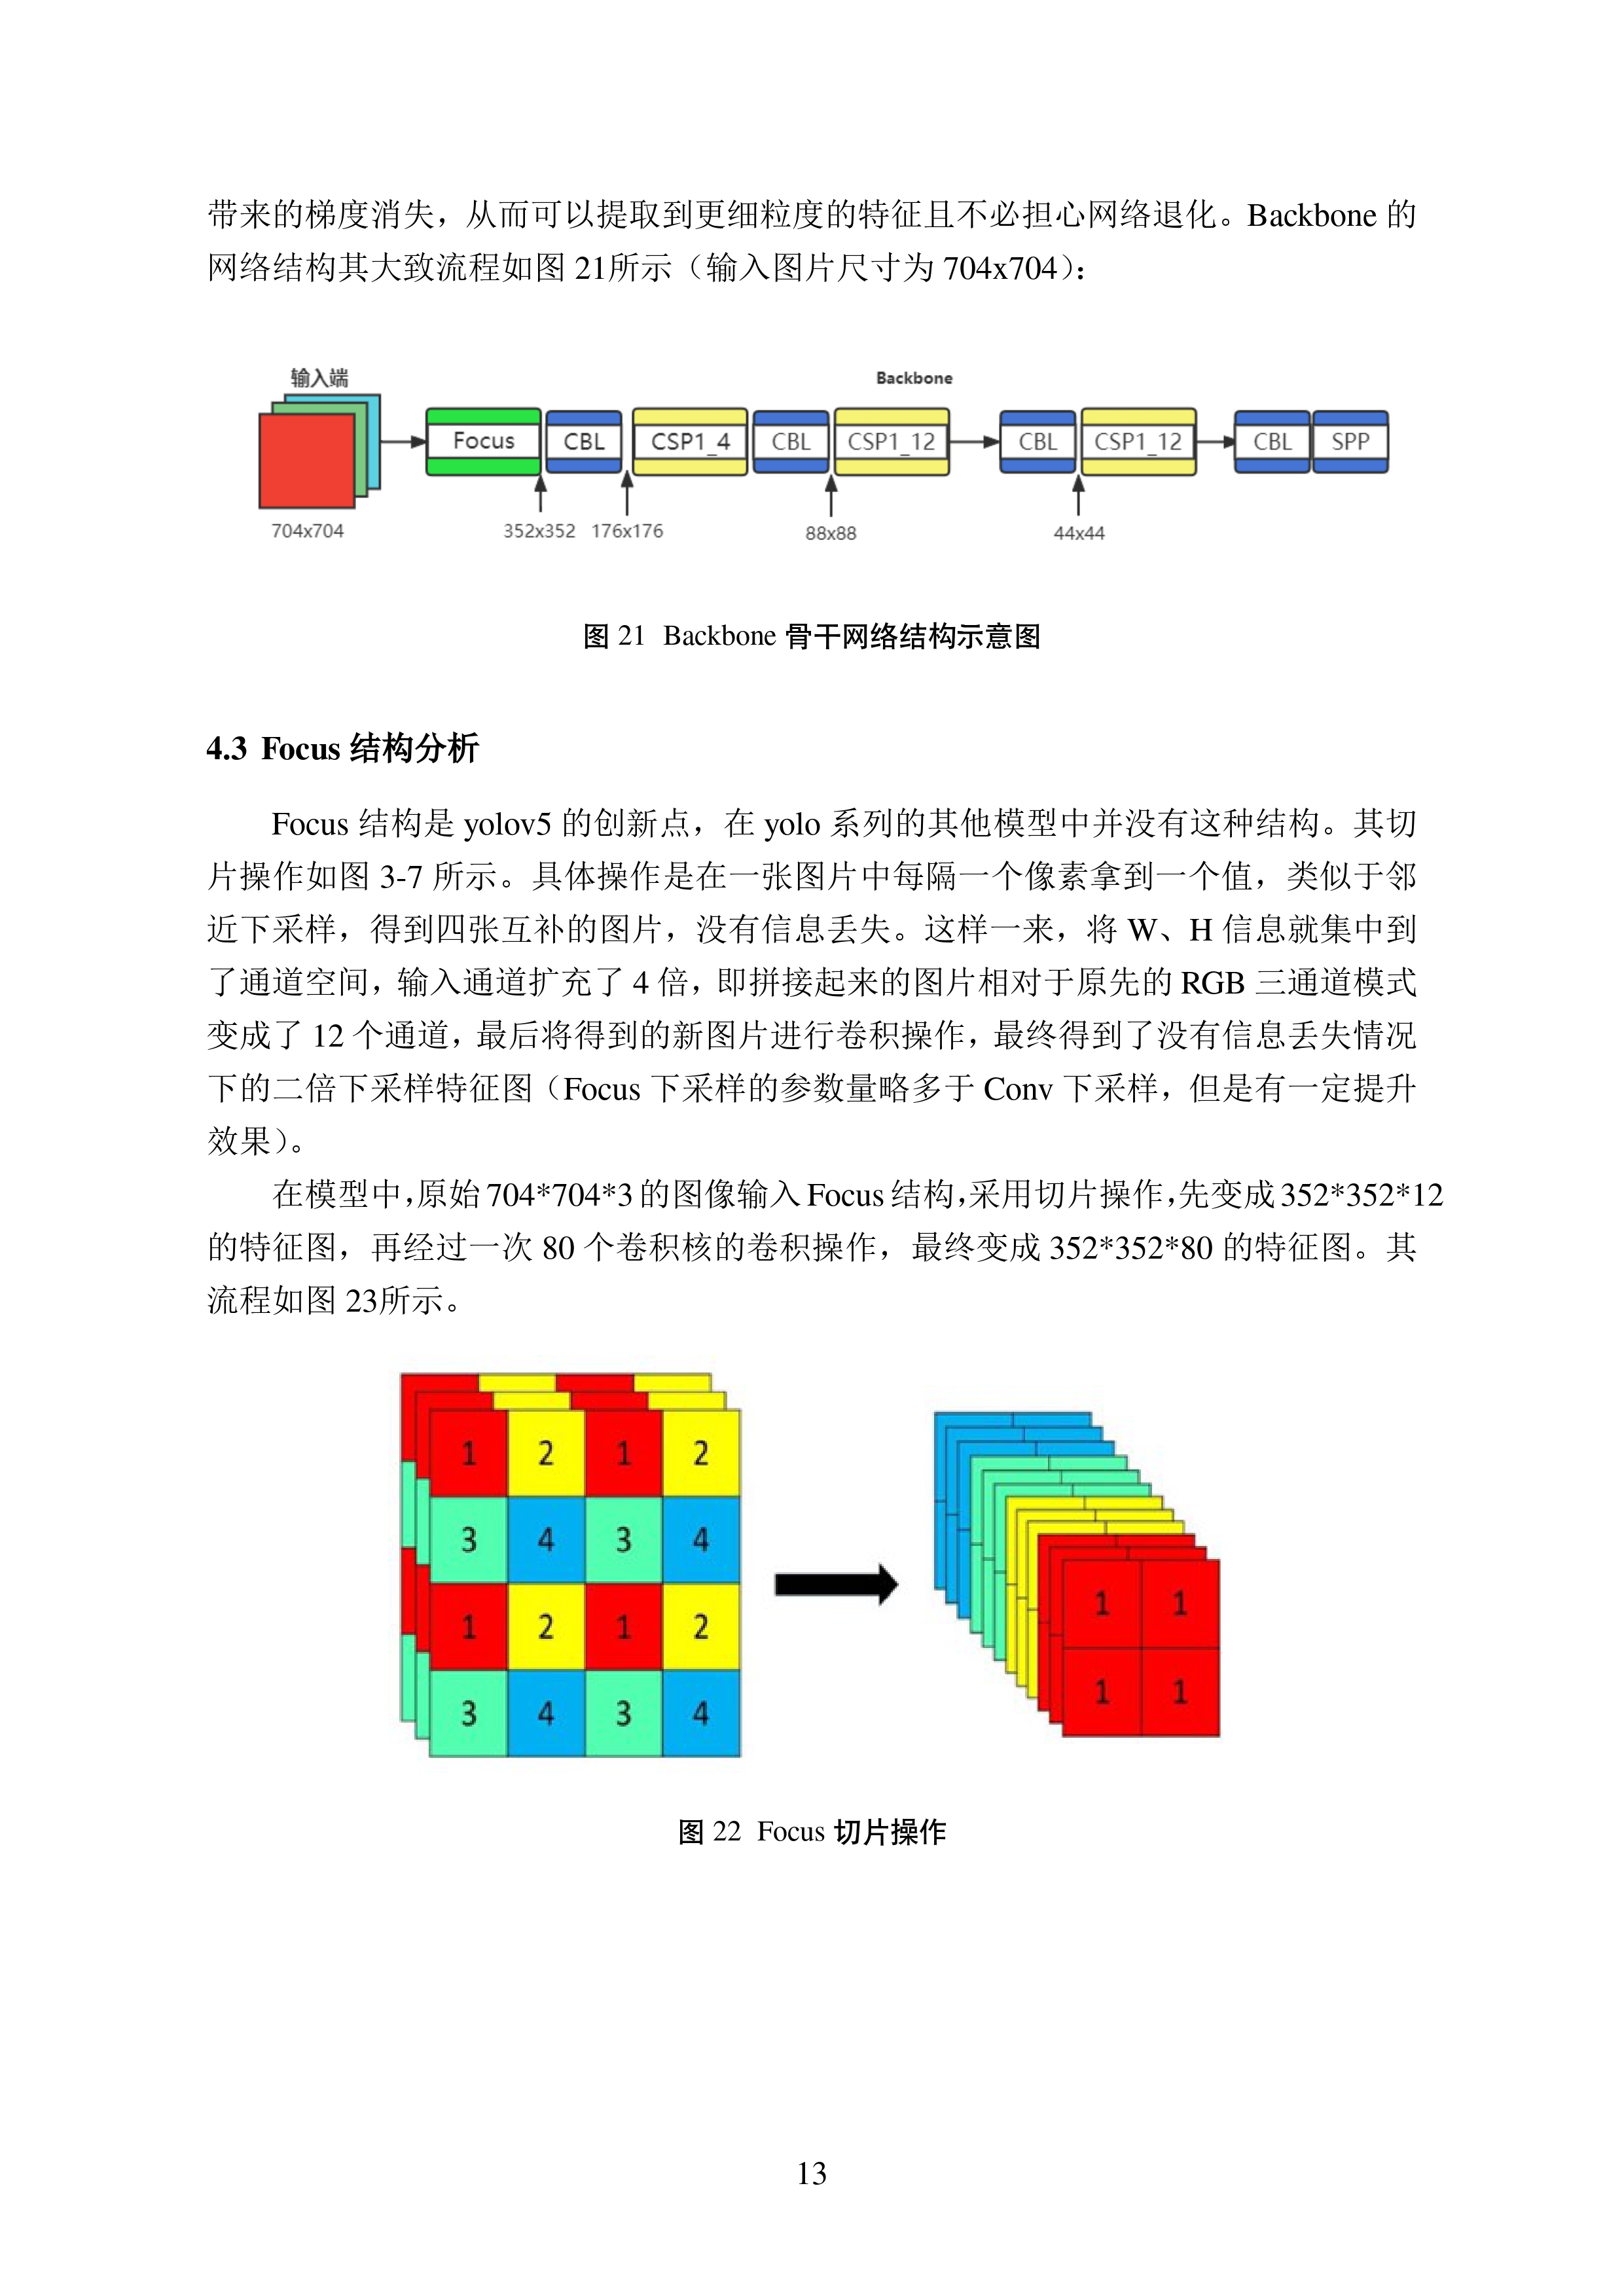 带来的梯度消失，从而可以提取到更细粒度的特征且不必担心网络退化。Backbone 的
网络结构其大致流程如图 21所示（输入图片尺寸为 704x704）：
输入端
Backbone
Focus CBL CSP1_4 CBL CSP1_12 CBL CSP1_12 CBL SPP
704x704 352x352 176x176 88x88 44x44
图 21 Backbone 骨干网络结构示意图
4.3 Focus 结构分析
Focus 结构是 yolov5 的创新点，在 yolo 系列的其他模型中并没有这种结构。其切
片操作如图 3-7 所示。具体操作是在一张图片中每隔一个像素拿到一个值，类似于邻
近下采样，得到四张互补的图片，没有信息丢失。这样一来，将 W、H 信息就集中到
了通道空间，输入通道扩充了 4 倍，即拼接起来的图片相对于原先的 RGB 三通道模式
变成了 12 个通道，最后将得到的新图片进行卷积操作，最终得到了没有信息丢失情况
下的二倍下采样特征图（Focus 下采样的参数量略多于 Conv 下采样，但是有一定提升
效果）。
在模型中，原始 704*704*3 的图像输入 Focus 结构，采用切片操作，先变成 352*352*12
的特征图，再经过一次 80 个卷积核的卷积操作，最终变成 352*352*80 的特征图。其
流程如图 23所示。
1 2 1 2
3 4 3 4
1 2 1 2
3 4 3 4
1 1
1 1
图 22 Focus 切片操作
13